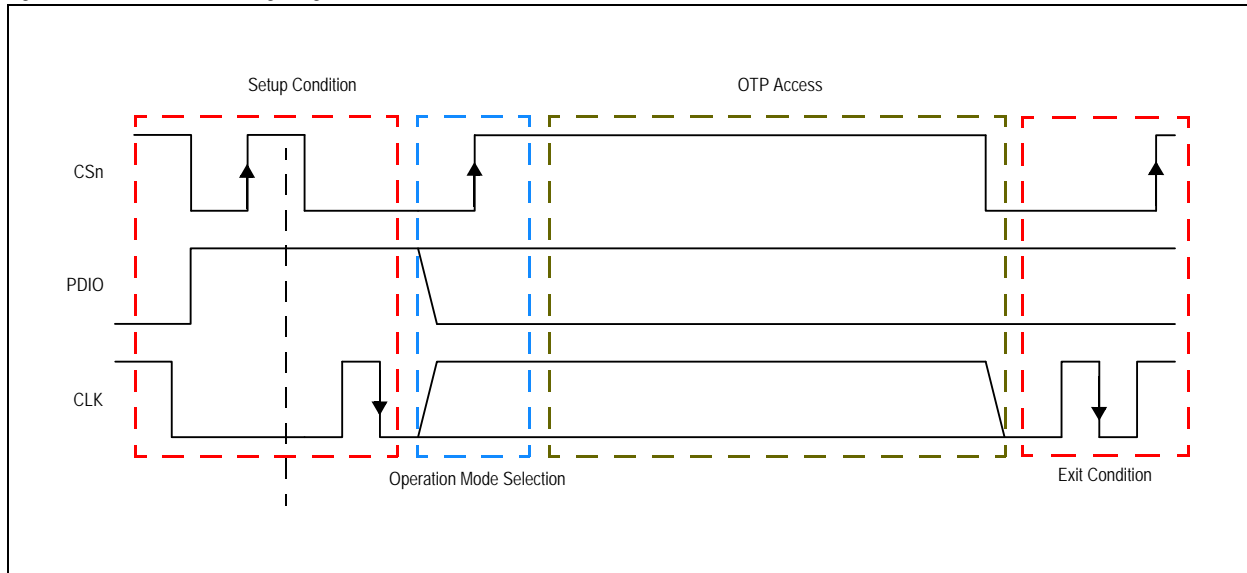 Setup Condition
OTP Access
CSn
PDIO
CLK
Operation Mode Selection
Exit Condition